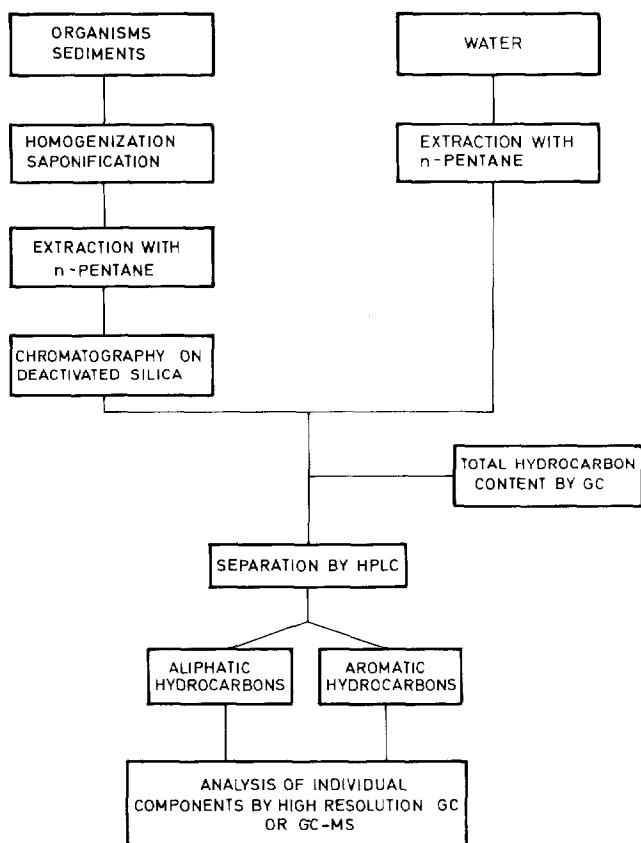 ORGANISMS
SEDIMENTS
WATER
HOMOGENIZATION
SAPONIFICATION
EXTRACTION WITH
n-PENTANE
EXTRACTION WITH
n-PENTANE
CHROMATOGRAPHY ON
DEACTIVATED SILICA
TOTAL HYDROCARBON
CONTENT BY GC
SEPARATION BY HPLC
ALIPHATIC
HYDROCARBONS
AROMATIC
HYDROCARBONS
ANALYSIS OF INDIVIDUAL
COMPONENTS BY HIGH RESOLUTION GC
OR GC-MS